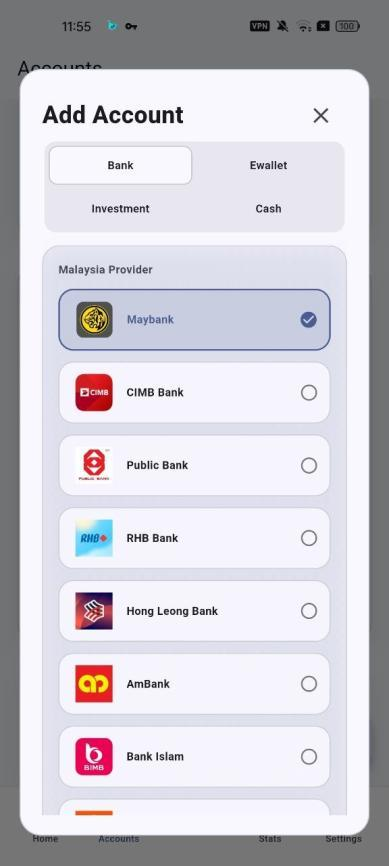 11:55
VPN
100
Accounts
Add Account
Bank
Ewallet
Investment
Cash
Malaysia Provider
Maybank
CIMB
CIMB Bank
PUBLIC BANK
Public Bank
RHB
RHB Bank
Hong Leong Bank
AmBank
BIMB
Bank Islam
Home
Accounts
Stats
Settings